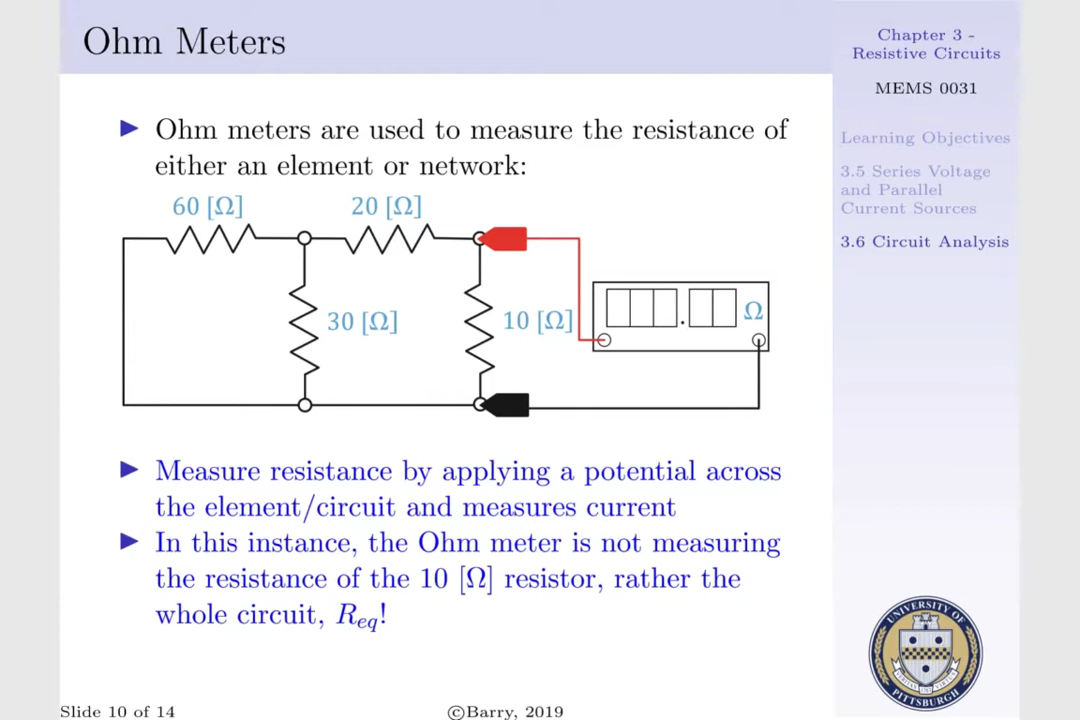 Ohm Meters
Chapter 3 -
Resistive Circuits
MEMS 0031
Learning Objectives
3.5 Series Voltage
and Parallel
Current Sources
3.6 Circuit Analysis
▶ Ohm meters are used to measure the resistance of
either an element or network:
60 [Ω]
20 [Ω]
30 [Ω]
10 [Ω]
. Ω
▶ Measure resistance by applying a potential across
the element/circuit and measures current
▶ In this instance, the Ohm meter is not measuring
the resistance of the 10 [Ω] resistor, rather the
whole circuit, Req!
UNIVERSITY OF
PITTSBURGH
Slide 10 of 14
©Barry, 2019